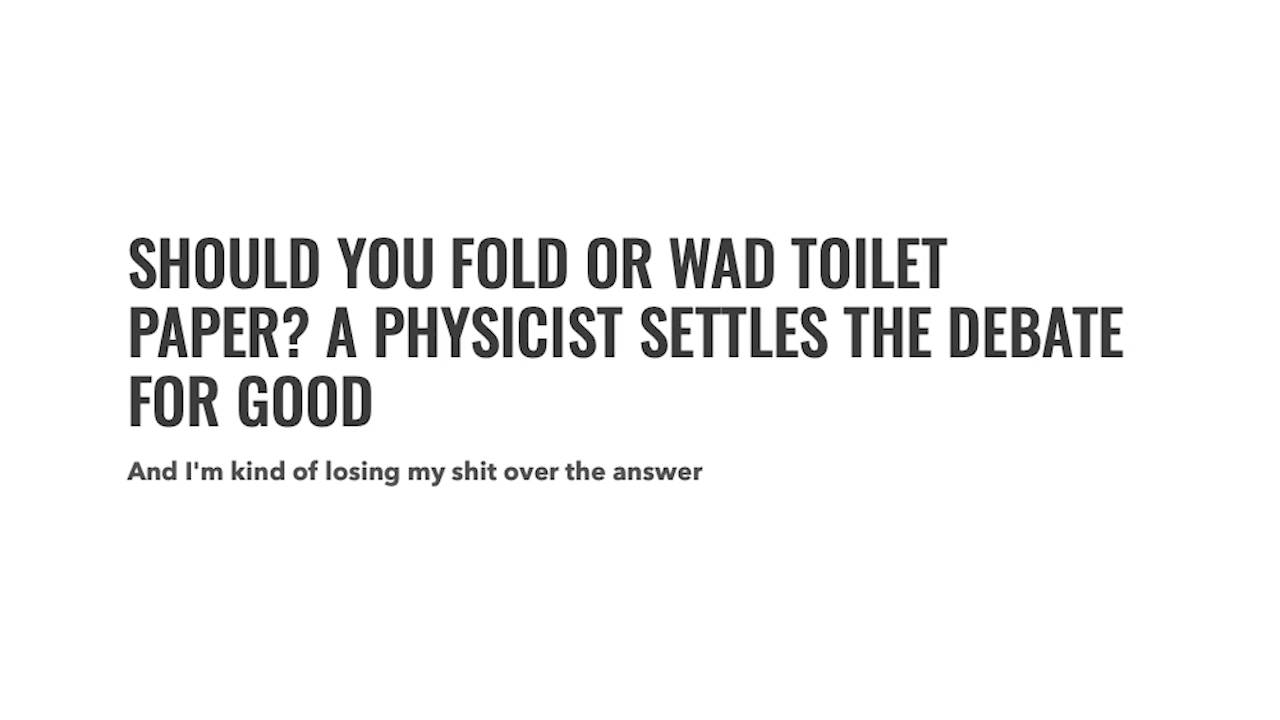 SHOULD YOU FOLD OR WAD TOILET
PAPER? A PHYSICIST SETTLES THE DEBATE
FOR GOOD
And I'm kind of losing my shit over the answer